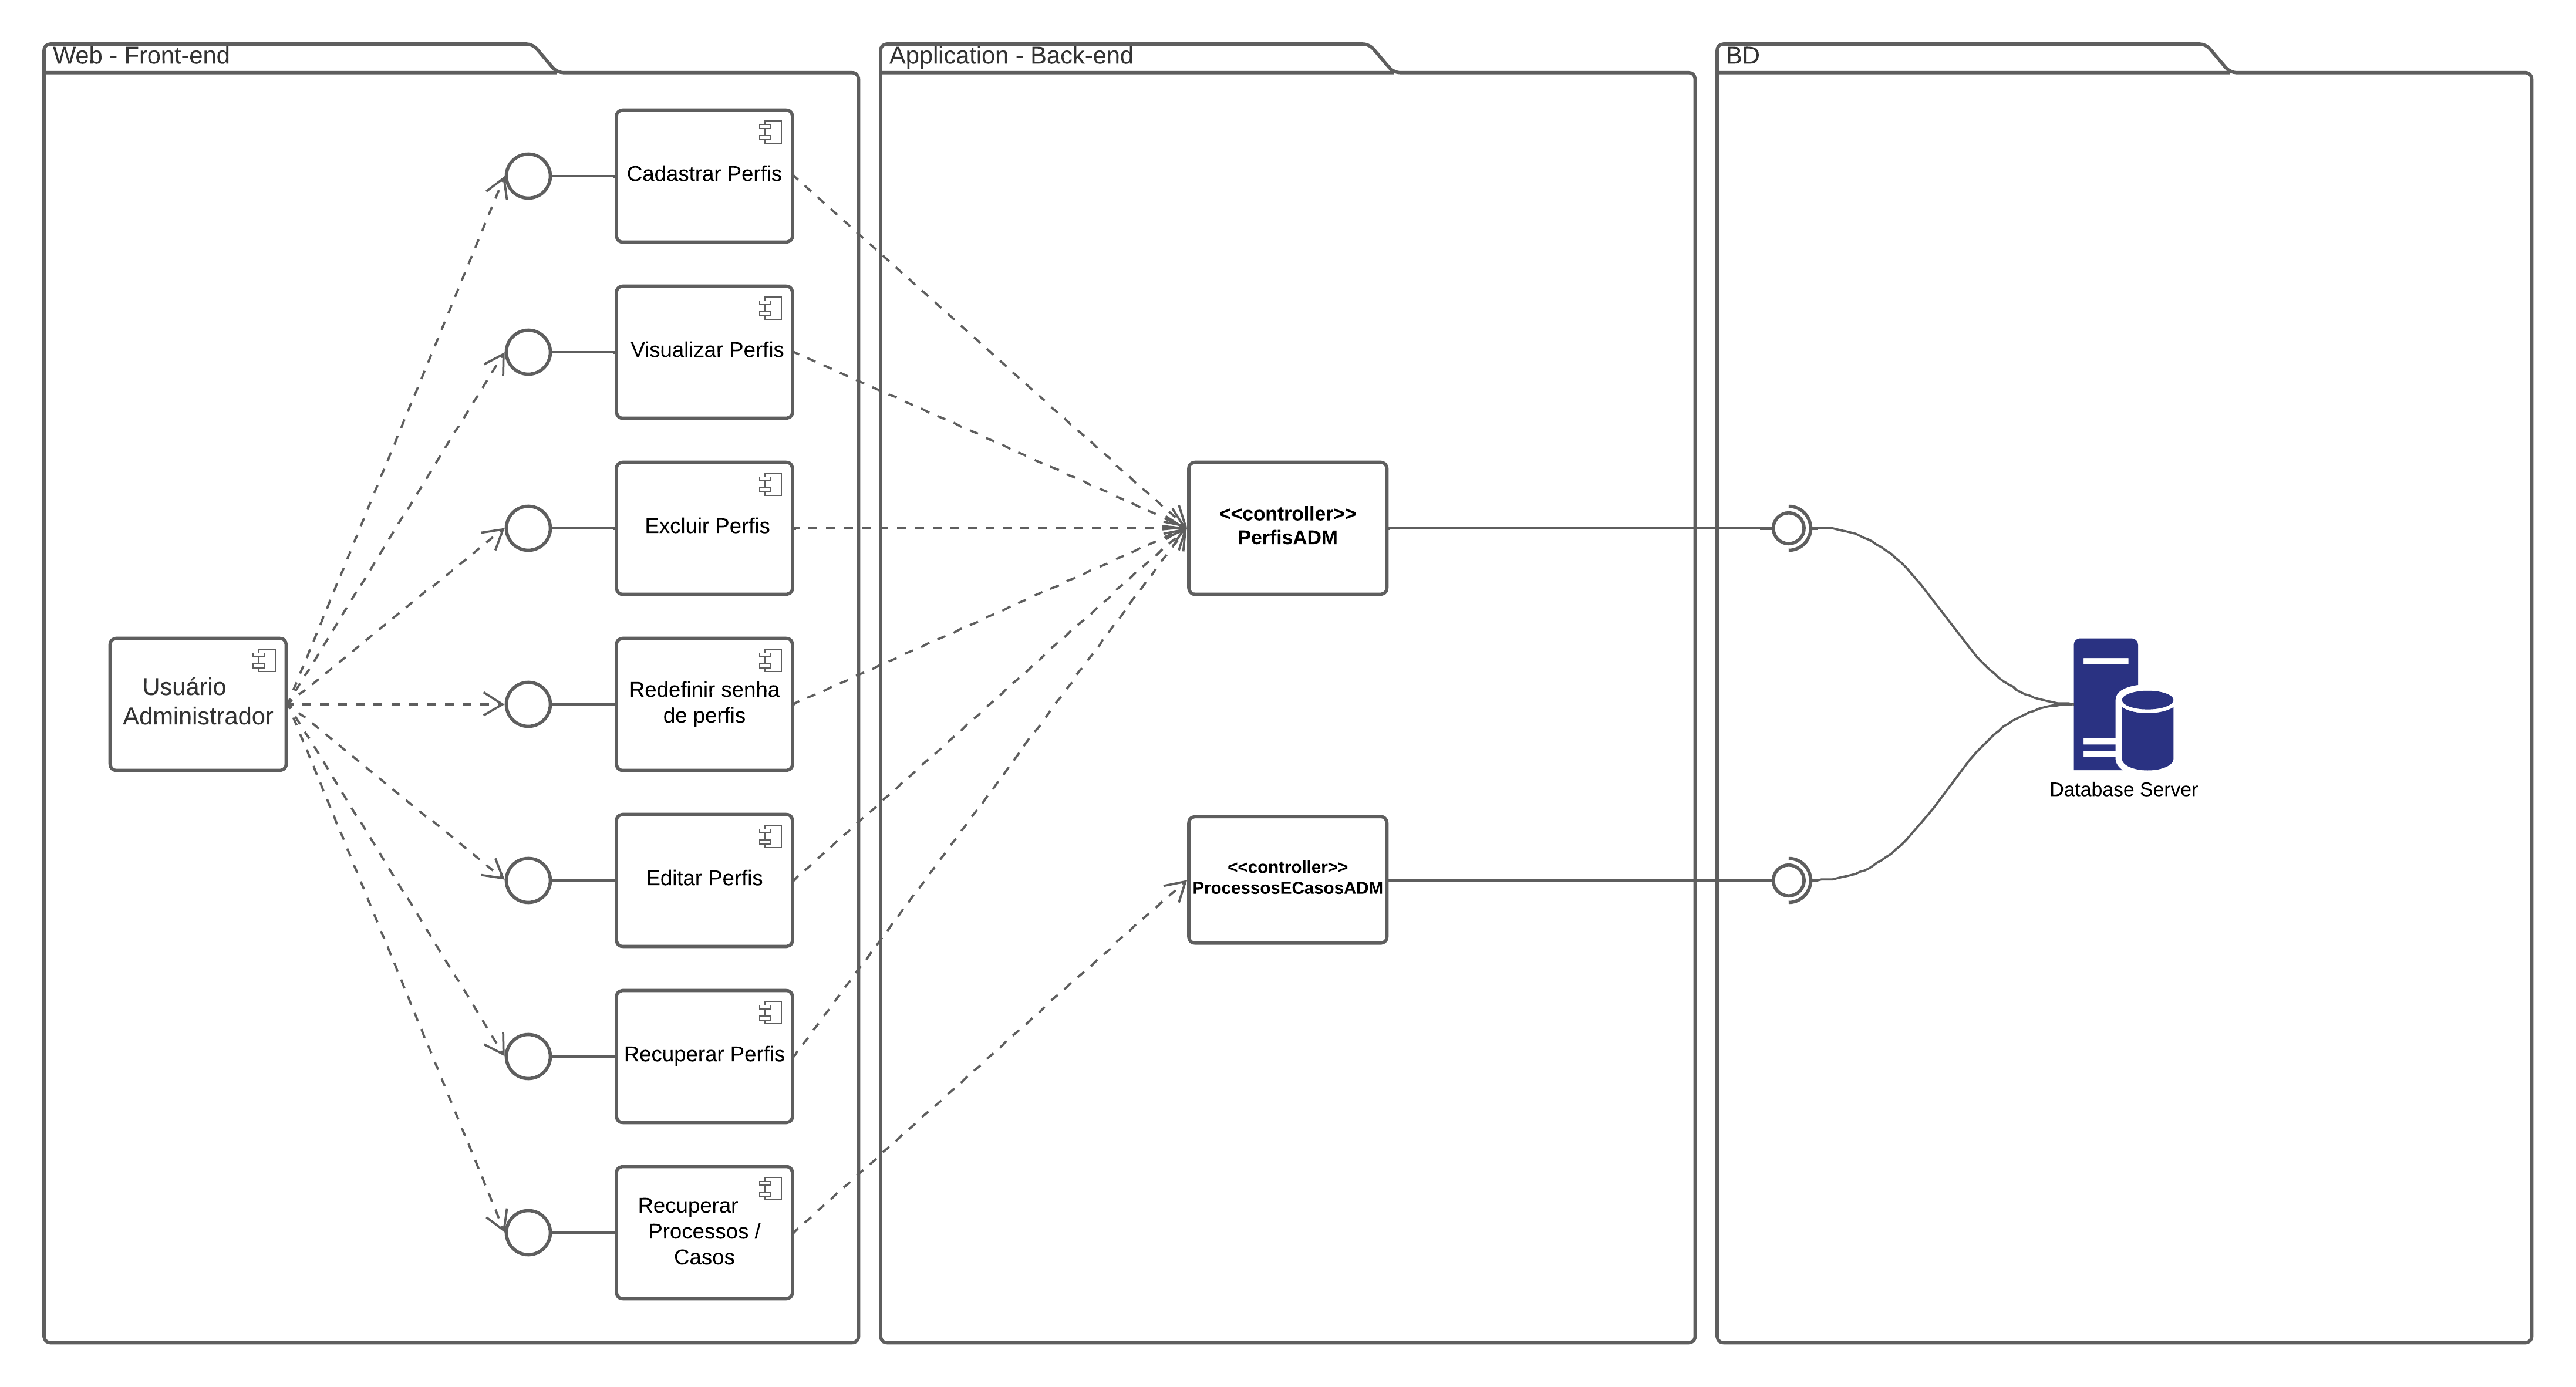 Web - Front-end
Application - Back-end
BD
Cadastrar Perfis
Visualizar Perfis
Excluir Perfis
Redefinir senha
de perfis
Editar Perfis
Recuperar Perfis
Recuperar
Processos /
Casos
Usuário
Administrador
<<controller>>
PerfisADM
<<controller>>
ProcessosECasosADM
Database Server